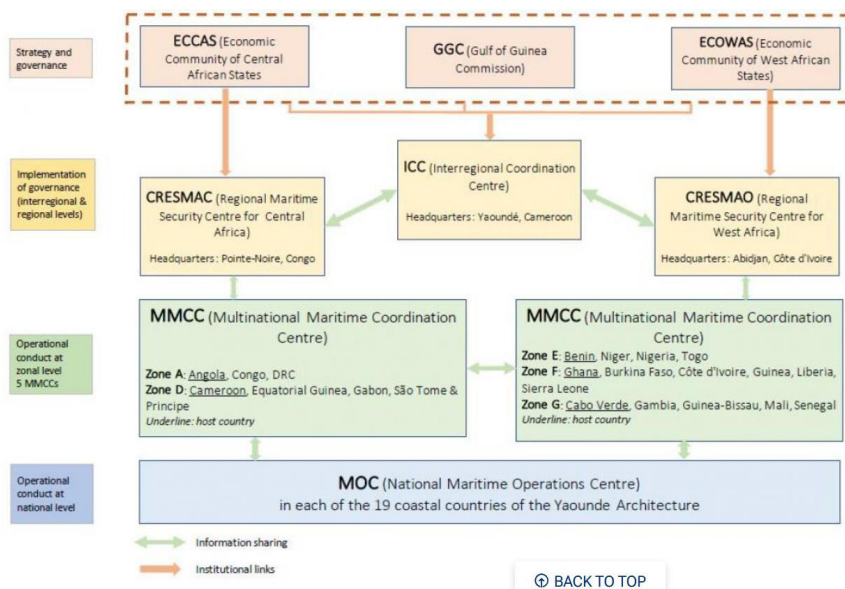 Strategy and
governance
ECCAS (Economic
Community of Central
African States
GGC (Gulf of Guinea
Commission)
ECOWAS (Economic
Community of West African
States)
Implementation
of governance
(interregional &
regional levels)
CRESMAC (Regional Maritime
Security Centre for Central
Africa)
Headquarters : Pointe-Noire, Congo
ICC (Interregional Coordination
Centre)
Headquarters : Yaoundé, Cameroon
CRESMAO (Regional
Maritime Security Centre for
West Africa)
Headquarters : Abidjan, Côte d'Ivoire
Operational
conduct at
zonal level
5 MMCCs
MMCC (Multinational Maritime Coordination
Centre)
Zone A: Angola, Congo, DRC
Zone D: Cameroon, Equatorial Guinea, Gabon, São Tome &
Principe
Underline: host country
MMCC (Multinational Maritime Coordination
Centre)
Zone E: Benin, Niger, Nigeria, Togo
Zone F: Ghana, Burkina Faso, Côte d'Ivoire, Guinea, Liberia,
Sierra Leone
Zone G: Cabo Verde, Gambia, Guinea-Bissau, Mali, Senegal
Underline: host country
Operational
conduct at
national level
MOC (National Maritime Operations Centre)
in each of the 19 coastal countries of the Yaounde Architecture
Information sharing
Institutional links
BACK TO TOP